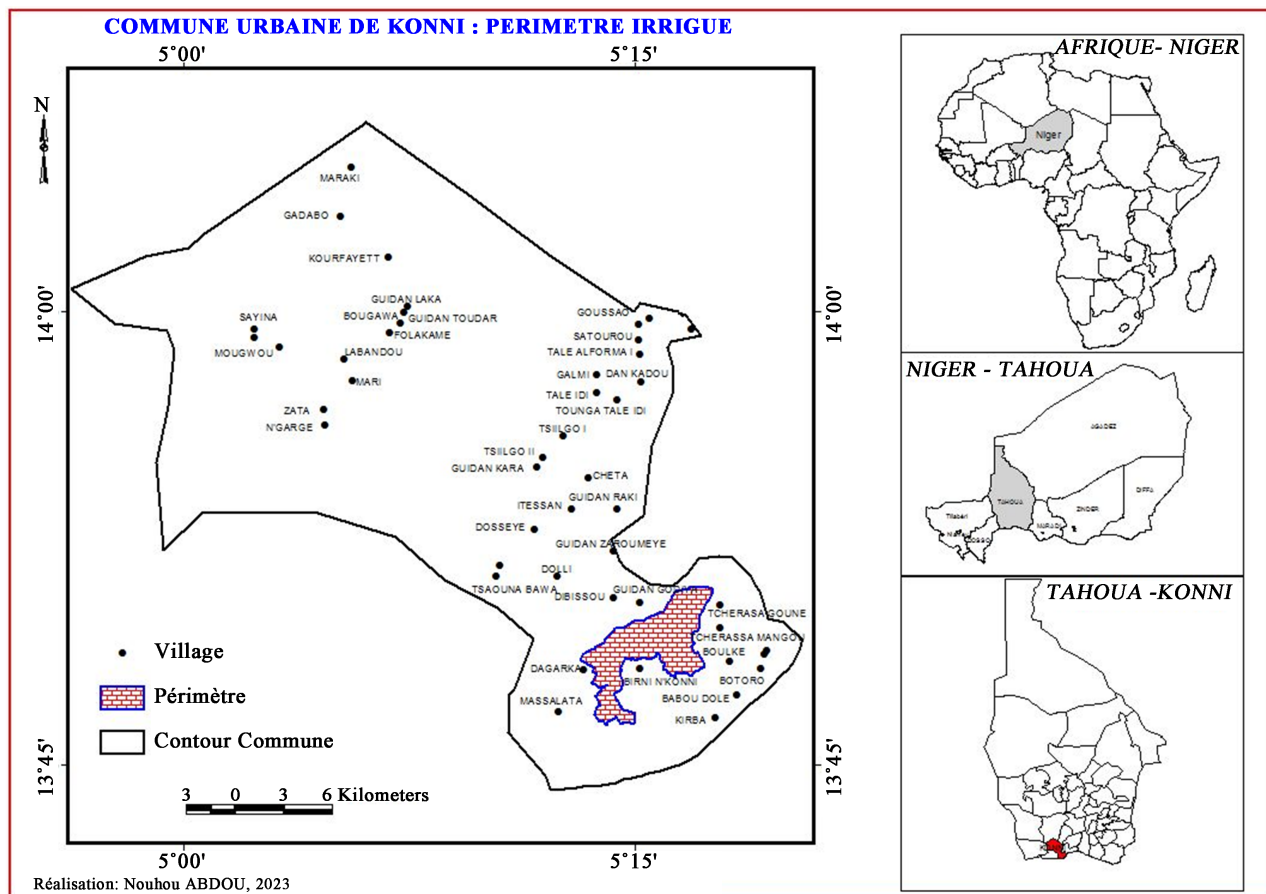 COMMUNE URBAINE DE KONNI : PERIMETRE IRRIGUE
5°00'
5°15'
N
MARAKI
GADABO
KOURFAYETT
GUIDAN LAKA
BOUGAWA
GUIDAN TOUDAR
FOLAKAME
SAYINA
MOUGWOU
LABANDOU
MARI
ZATA
N'GARGE
GOUSSAO
SATOUROU
TALE ALFORMA I
GALMI
DAN KADOU
TALE IDI
TOUNGA TALE IDI
TSIILGO I
TSIILGO II
GUIDAN KARA
CHETA
GUIDAN RAKI
ITESSAN
DOSSEYE
GUIDAN ZAROUMEYE
DOLLI
TSAOUNA BAWA
DIBISSOU
TCHERASA GOUNE
BOULKE
DAGARKA
BIRNI N'KONNI
BOTORO
BABOU DOLE
MASSALATA
KIRBA
14°00'
14°00'
13°45'
13°45'
Village
Périmètre
Contour Commune
3 0 3 6 Kilometers
5°00'
5°15'
Réalisation: Nouhou ABDOU, 2023
AFRIQUE- NIGER
Niger
NIGER - TAHOUA
AGADEZ
TAHOUA
DIFFA
ZINDER
MARADI
TAHOUA -KONNI